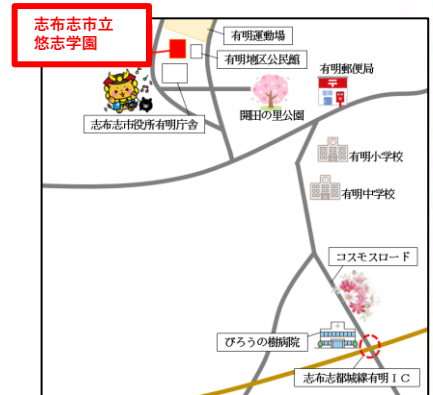 志布志市立
悠志学園
有明運動場
有明地区公民館
有明郵便局
志布志市役所有明庁舎
開田の里公園
有明小学校
有明中学校
コスモスロード
びろうの樹病院
志布志都城線有明ＩＣ